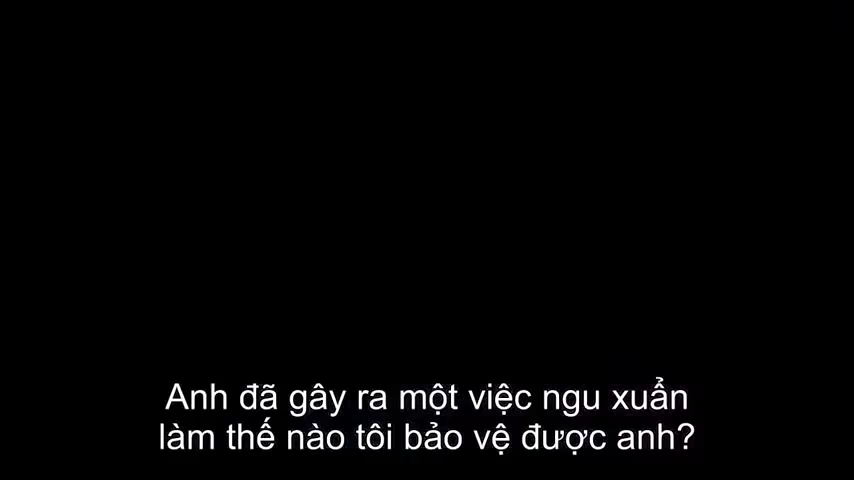 Anh đã gây ra một việc ngu xuẩn
làm thế nào tôi bảo vệ được anh?